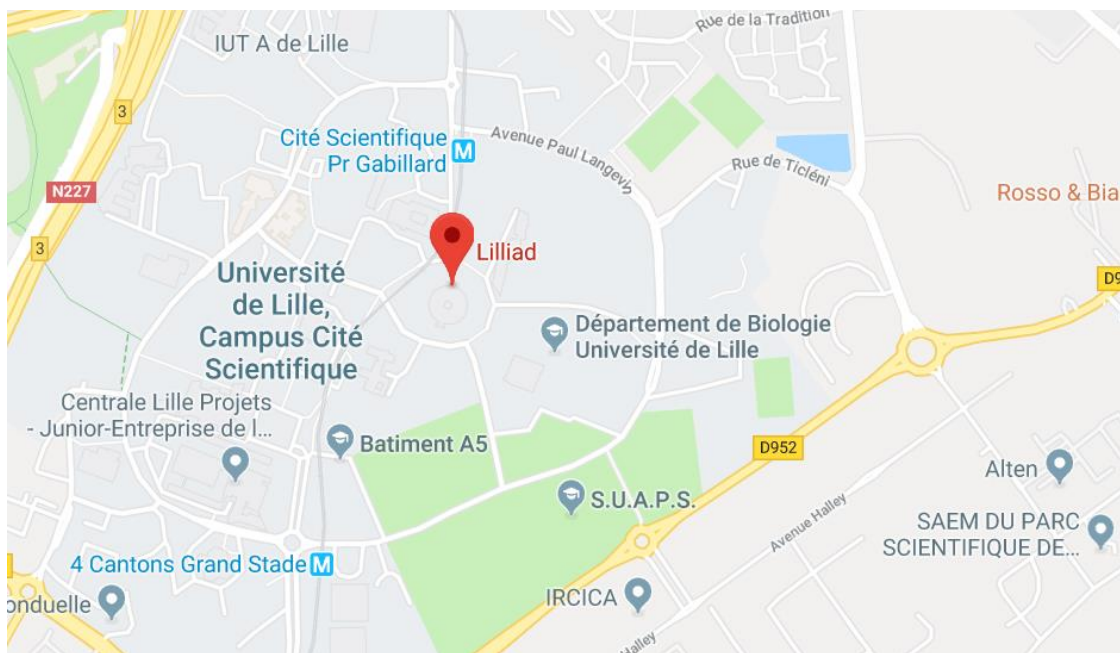 Rue de la Tradition
IUT A de Lille
3
Cité Scientifique
Pr Gabillard
M
Avenue Paul Langevin
Rue de Ticléni
N227
Rosso & Bia
3
Lilliad
D9
Université
de Lille,
Campus Cité
Scientifique
Département de Biologie
Université de Lille
Centrale Lille Projets
- Junior-Entreprise de l...
Batiment A5
D952
Alten
S.U.A.P.S.
Avenue Halley
SAEM DU PARC
SCIENTIFIQUE DE...
4 Cantons Grand Stade
M
onduelle
IRCICA
Halley